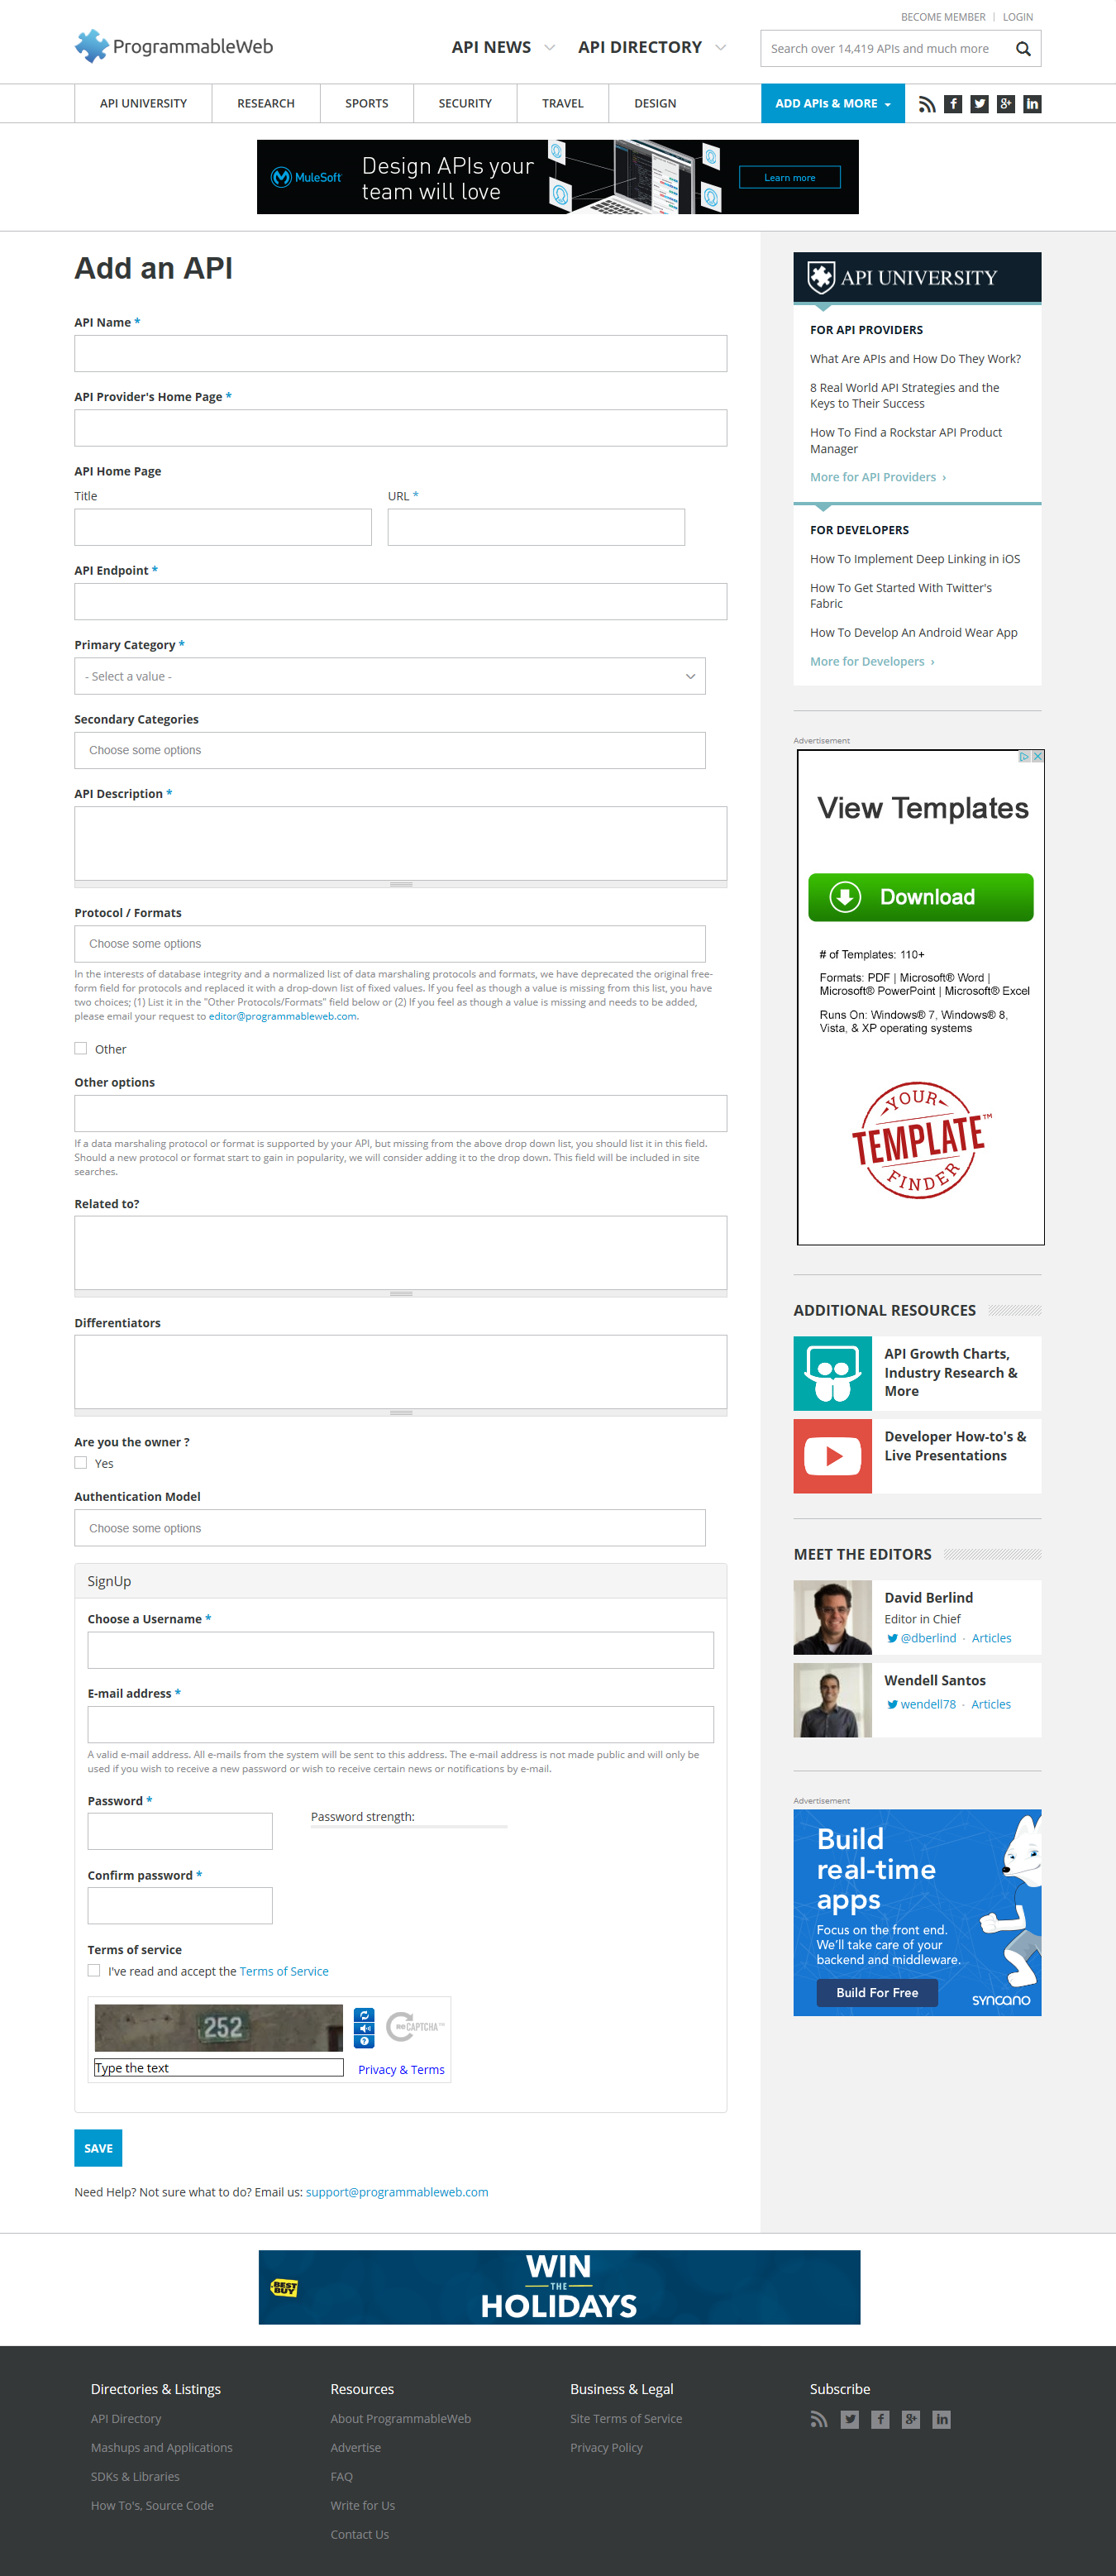 BECOME MEMBER | LOGIN
ProgrammableWeb
API NEWS
API DIRECTORY
Search over 14,419 APIs and much more
API UNIVERSITY
RESEARCH
SPORTS
SECURITY
TRAVEL
DESIGN
ADD APIs & MORE
MuleSoft
Design APIs your
team will love
Learn more
Add an API
API Name *
API Provider's Home Page *
API Home Page
Title
URL *
API Endpoint *
Primary Category *
- Select a value -
Secondary Categories
Choose some options
API Description *
Protocol / Formats
Choose some options
In the interests of database integrity and a normalized list of data marshaling protocols and formats, we have deprecated the original free-
form field for protocols and replaced it with a drop-down list of fixed values. If you feel as though a value is missing from this list, you have
two choices; (1) List it in the "Other Protocols/Formats" field below or (2) If you feel as though a value is missing and needs to be added,
please email your request to editor@programmableweb.com.
Other
Other options
If a data marshaling protocol or format is supported by your API, but missing from the above drop down list, you should list it in this field.
Should a new protocol or format start to gain in popularity, we will consider adding it to the drop down. This field will be included in site
searches.
Related to?
Differentiators
Are you the owner ?
Yes
Authentication Model
Choose some options
SignUp
Choose a Username *
E-mail address *
A valid e-mail address. All e-mails from the system will be sent to this address. The e-mail address is not made public and will only be
used if you wish to receive a new password or wish to receive certain news or notifications by e-mail.
Password *
Password strength:
Confirm password *
Terms of service
I've read and accept the Terms of Service
252
reCAPTCHA™
Type the text
Privacy & Terms
SAVE
Need Help? Not sure what to do? Email us: support@programmableweb.com
API UNIVERSITY
FOR API PROVIDERS
What Are APIs and How Do They Work?
8 Real World API Strategies and the
Keys to Their Success
How To Find a Rockstar API Product
Manager
More for API Providers ›
FOR DEVELOPERS
How To Implement Deep Linking in iOS
How To Get Started With Twitter's
Fabric
How To Develop An Android Wear App
More for Developers ›
Advertisement
View Templates
Download
# of Templates: 110+
Formats: PDF | Microsoft® Word |
Microsoft® PowerPoint | Microsoft® Excel
Runs On: Windows® 7, Windows® 8,
Vista, & XP operating systems
YOUR
TEMPLATE™
FINDER
ADDITIONAL RESOURCES
API Growth Charts,
Industry Research &
More
Developer How-to's &
Live Presentations
MEET THE EDITORS
David Berlind
Editor in Chief
@dberlind · Articles
Wendell Santos
wendell78 · Articles
Advertisement
Build
real-time
apps
Focus on the front end.
We'll take care of your
backend and middleware.
Build For Free
SYNCANO
BEST BUY
WIN
THE
HOLIDAYS
Directories & Listings
API Directory
Mashups and Applications
SDKs & Libraries
How To's, Source Code
Resources
About ProgrammableWeb
Advertise
FAQ
Write for Us
Contact Us
Business & Legal
Site Terms of Service
Privacy Policy
Subscribe